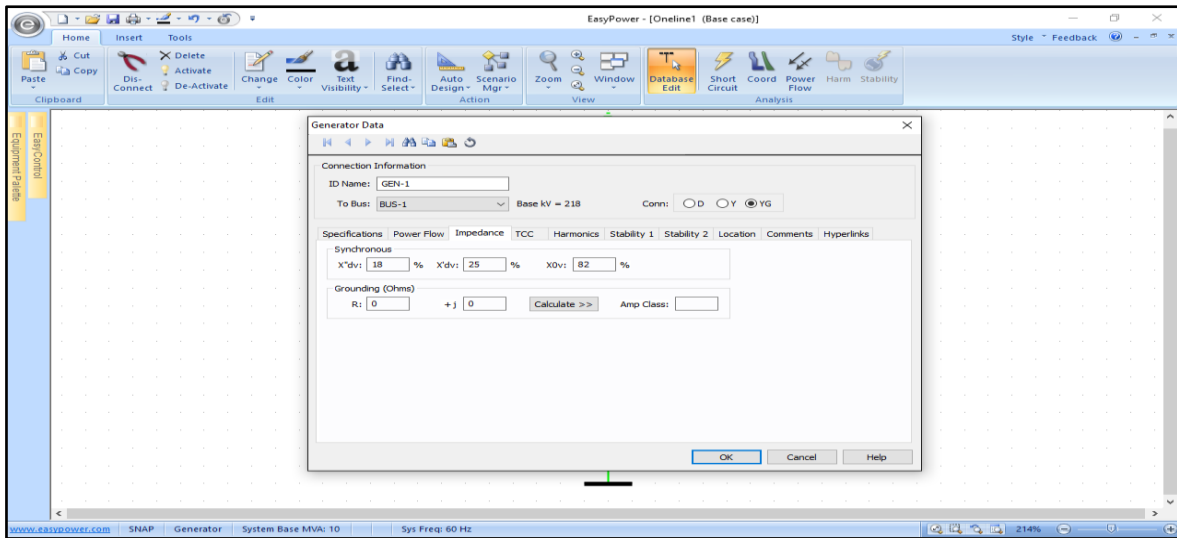 EasyPower - [Oneline1 (Base case)]
Home Insert Tools Style Feedback
Paste Cut Copy Dis-Connect Delete Activate De-Activate Change Color Text Visibility Find-Select Auto Design Scenario Mgr Zoom Window Database Edit Short Circuit Coord Power Flow Harm Stability
Clipboard Edit Action View Analysis
Equipment Palette
EasyControl
Generator Data
Connection Information
ID Name: GEN-1
To Bus: BUS-1 Base kV = 218 Conn: D Y YG
Specifications Power Flow Impedance TCC Harmonics Stability 1 Stability 2 Location Comments Hyperlinks
Synchronous
X"dv: 18 % X'dv: 25 % X0v: 82 %
Grounding (Ohms)
R: 0 + j 0 Calculate >> Amp Class:
OK Cancel Help
www.easypower.com SNAP Generator System Base MVA: 10 Sys Freq: 60 Hz 214%